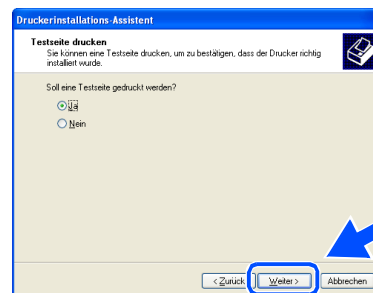 Druckerinstallations-Assistent
Testseite drucken
Sie können eine Testseite drucken, um zu bestätigen, dass der Drucker richtig
installiert wurde.
Soll eine Testseite gedruckt werden?
Ja
Nein
< Zurück
Weiter >
Abbrechen